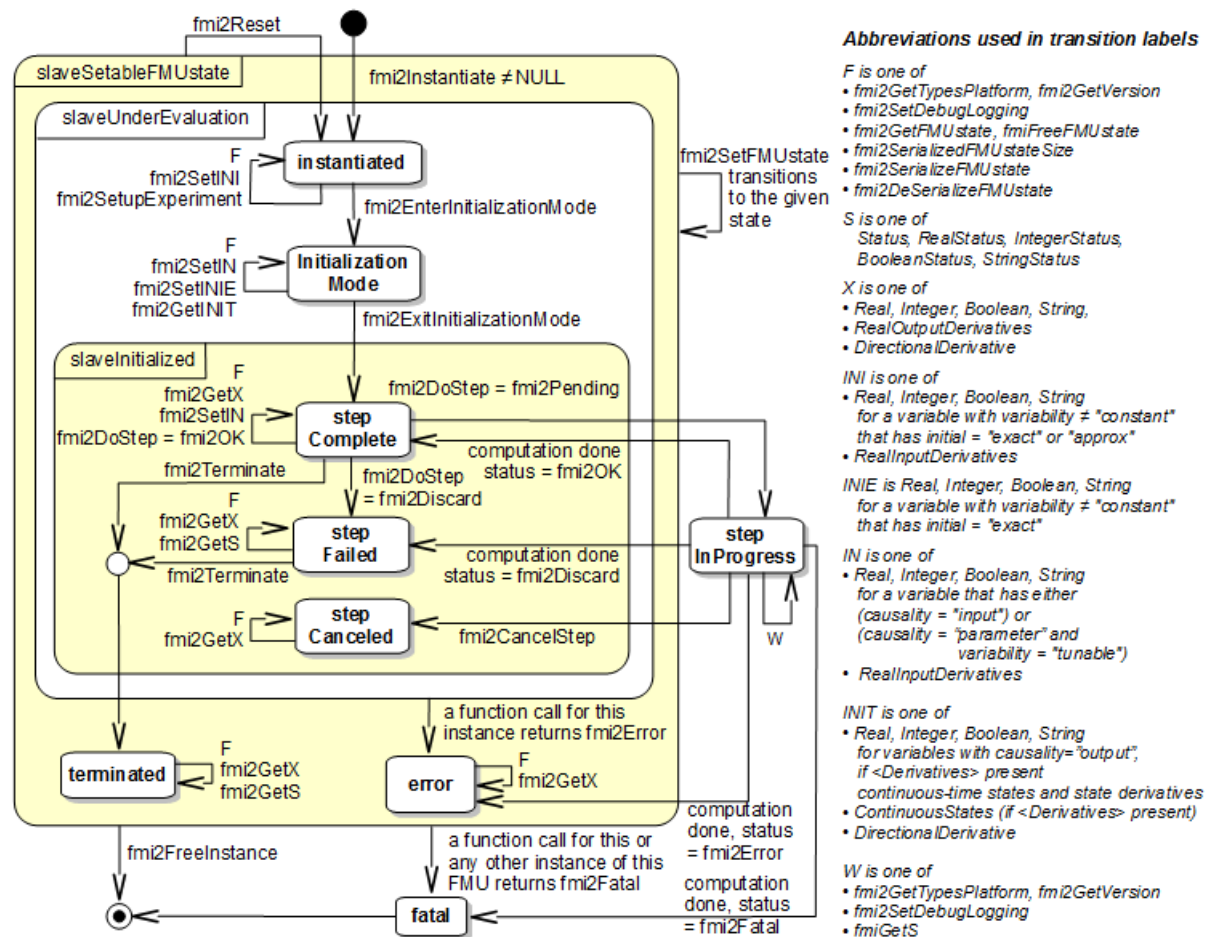 fmi2Reset
slaveSetableFMUstate
fmi2Instantiate ≠ NULL
slaveUnderEvaluation
F
fmi2SetINI
fmi2SetupExperiment
instantiated
fmi2SetFMUstate
transitions
to the given
state
fmi2EnterInitializationMode
F
fmi2SetIN
fmi2SetINIE
fmi2GetINIT
Initialization
Mode
fmi2ExitInitializationMode
slaveInitialized
F
fmi2GetX
fmi2SetIN
fmi2DoStep = fmi2OK
fmi2DoStep = fmi2Pending
step
Complete
computation done
status = fmi2OK
fmi2Terminate
fmi2DoStep
= fmi2Discard
F
fmi2GetX
fmi2GetS
step
Failed
step
InProgress
computation done
status = fmi2Discard
fmi2Terminate
F
fmi2GetX
step
Canceled
fmi2CancelStep
W
a function call for this
instance returns fmi2Error
terminated
F
fmi2GetX
fmi2GetS
error
F
fmi2GetX
computation
done, status
= fmi2Error
fmi2FreeInstance
a function call for this or
any other instance of this
FMU returns fmi2Fatal
computation
done, status
= fmi2Fatal
fatal
Abbreviations used in transition labels
F is one of
• fmi2GetTypesPlatform, fmi2GetVersion
• fmi2SetDebugLogging
• fmi2GetFMUstate, fmiFreeFMUstate
• fmi2SerializedFMUstateSize
• fmi2SerializeFMUstate
• fmi2DeSerializeFMUstate
S is one of
Status, RealStatus, IntegerStatus,
BooleanStatus, StringStatus
X is one of
• Real, Integer, Boolean, String,
• RealOutputDerivatives
• DirectionalDerivative
INI is one of
• Real, Integer, Boolean, String
for a variable with variability ≠ "constant"
that has initial = "exact" or "approx"
• RealInputDerivatives
INIE is Real, Integer, Boolean, String
for a variable with variability ≠ "constant"
that has initial = "exact"
IN is one of
• Real, Integer, Boolean, String
for a variable that has either
(causality = "input") or
(causality = "parameter" and
variability = "tunable")
• RealInputDerivatives
INIT is one of
• Real, Integer, Boolean, String
for variables with causality="output",
if <Derivatives> present
continuous-time states and state derivatives
• ContinuousStates (if <Derivatives> present)
• DirectionalDerivative
W is one of
• fmi2GetTypesPlatform, fmi2GetVersion
• fmi2SetDebugLogging
• fmiGetS